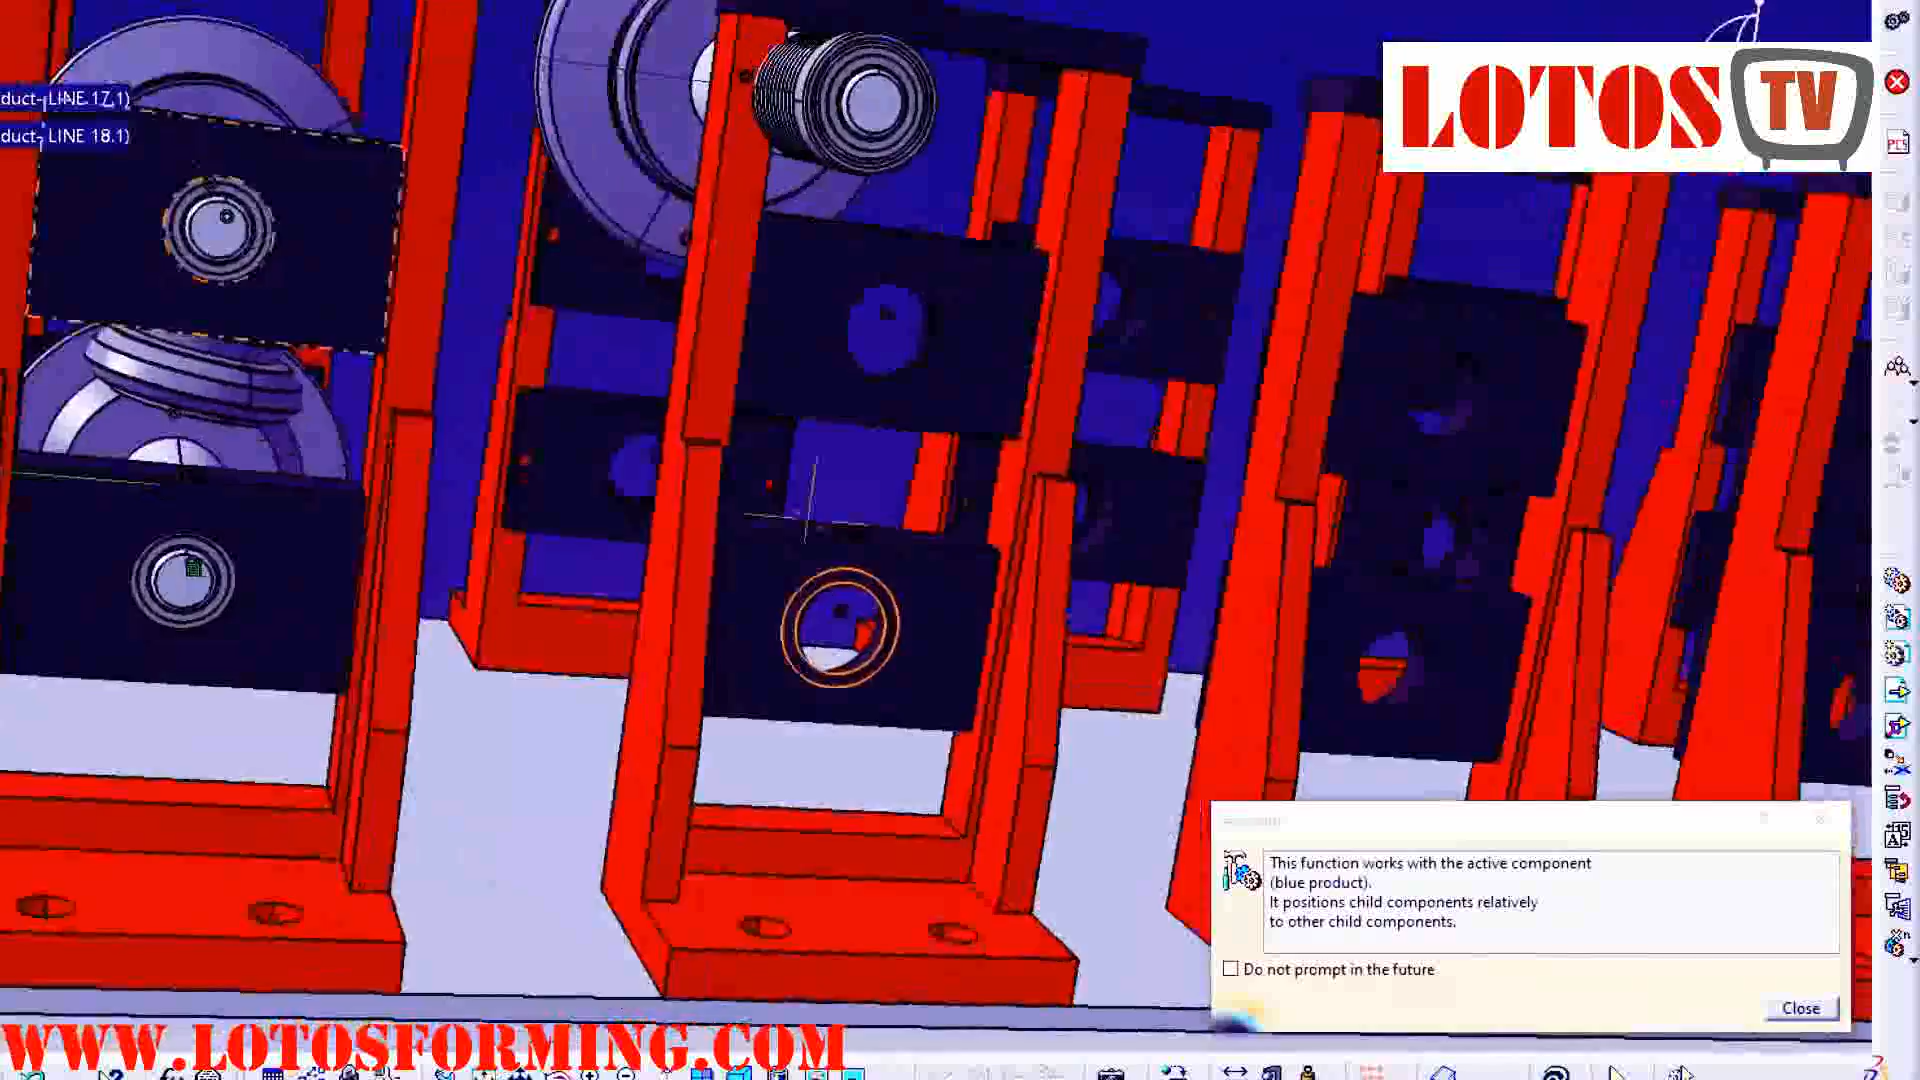 LOTOS TV
duct- LINE 17.1)
duct- LINE 18.1)
PCS
This function works with the active component
(blue product).
It positions child components relatively
to other child components.
Do not prompt in the future
Close
WWW.LOTOSFORMING.COM